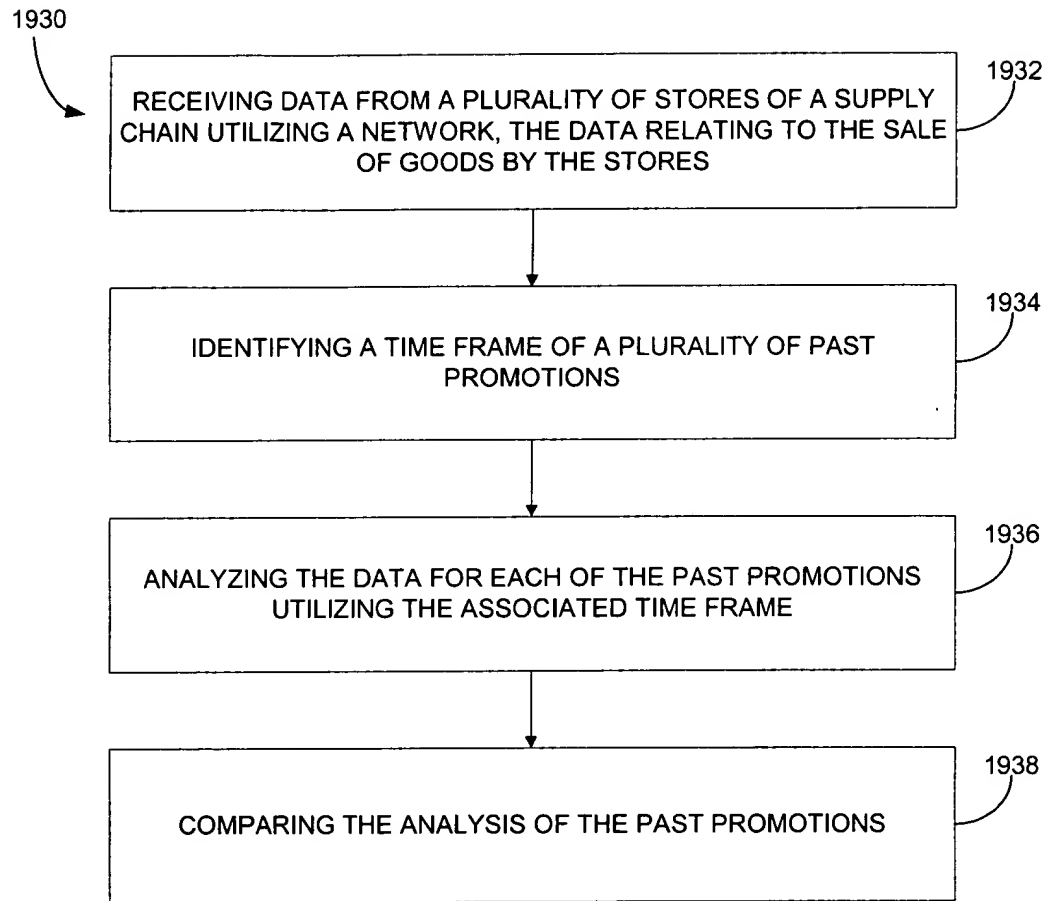 1930
1932
RECEIVING DATA FROM A PLURALITY OF STORES OF A SUPPLY
CHAIN UTILIZING A NETWORK, THE DATA RELATING TO THE SALE
OF GOODS BY THE STORES
1934
IDENTIFYING A TIME FRAME OF A PLURALITY OF PAST
PROMOTIONS
1936
ANALYZING THE DATA FOR EACH OF THE PAST PROMOTIONS
UTILIZING THE ASSOCIATED TIME FRAME
1938
COMPARING THE ANALYSIS OF THE PAST PROMOTIONS